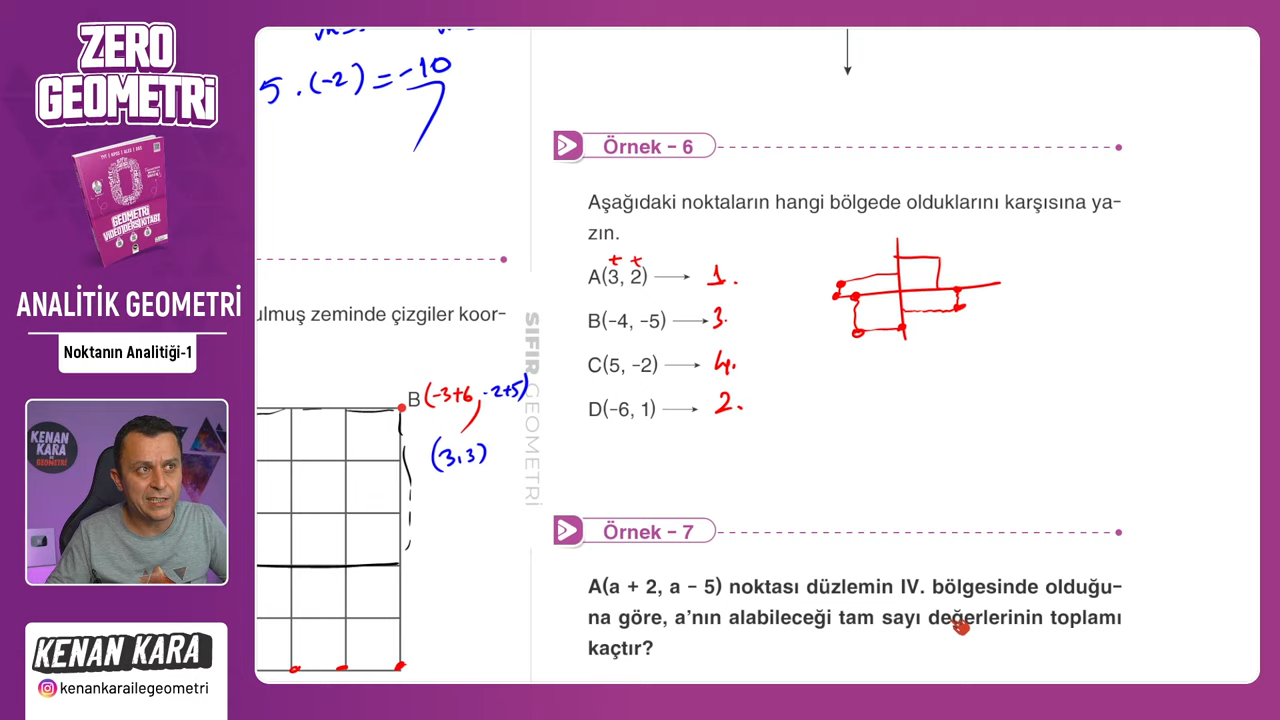 ZERO
GEOMETRİ
GEOMETRİ
VİDEO DERS KİTABI
ANALİTİK GEOMETRİ
Noktanın Analitiği-1
KENAN
KARA
İLE
GEOMETRİ
KENAN KARA
kenankarailegeometri
5 . (-2) = -10
ulmuş zeminde çizgiler koor-
B (-3+6, -2+5)
(3,3)
SIFIR GEOMETRİ
Örnek - 6
Aşağıdaki noktaların hangi bölgede olduklarını karşısına ya-
zın.
+ +
A(3, 2) → 1.
B(-4, -5) → 3.
C(5, -2) → 4.
D(-6, 1) → 2.
Örnek - 7
A(a + 2, a - 5) noktası düzlemin IV. bölgesinde olduğu-
na göre, a'nın alabileceği tam sayı değerlerinin toplamı
kaçtır?